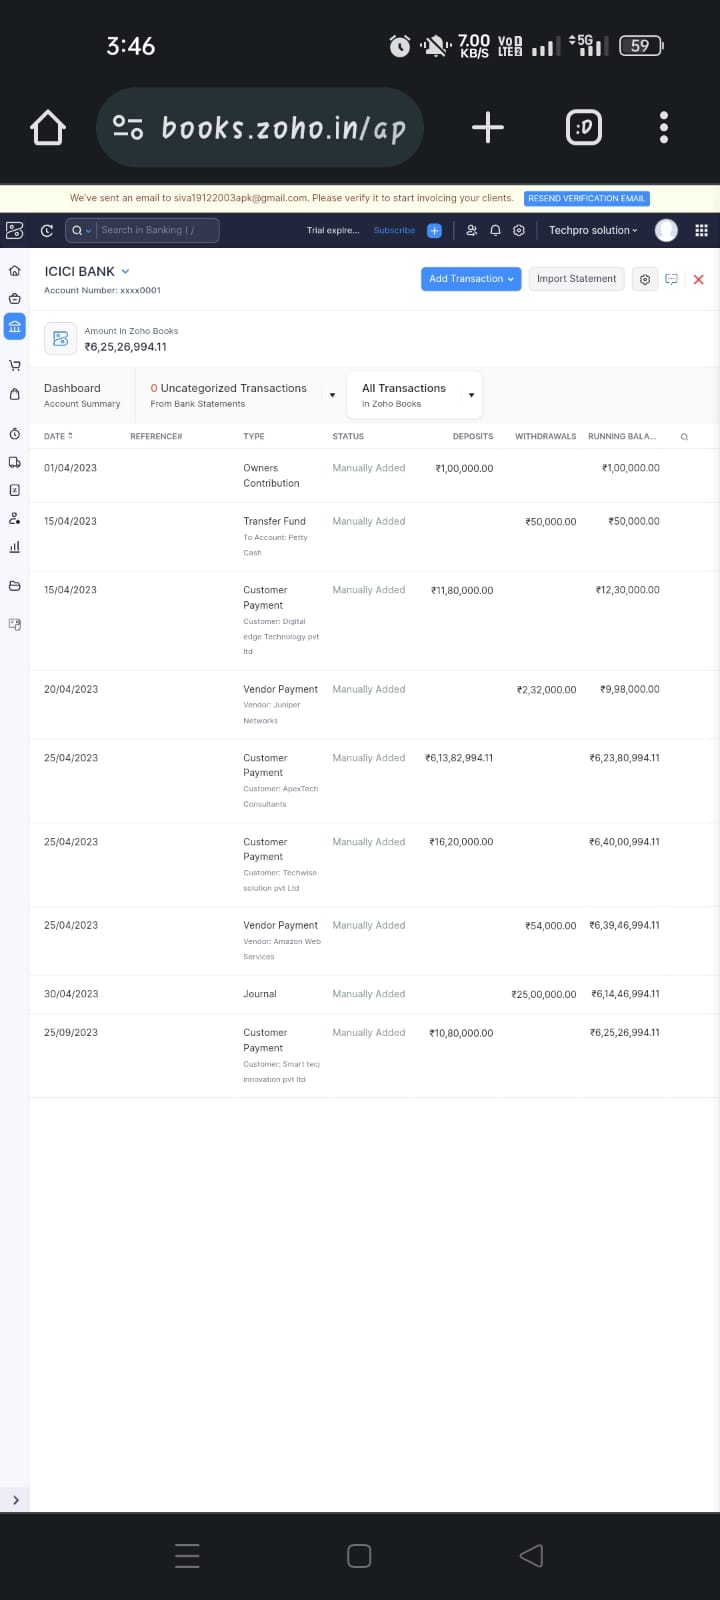 3:46 7.00 KB/S VoD LTE2 5G 59
books.zoho.in/ap :D
We've sent an email to siva19122003apk@gmail.com. Please verify it to start invoicing your clients. RESEND VERIFICATION EMAIL
Search in Banking ( / Trial expire... Subscribe Techpro solution
ICICI BANK
Account Number: xxxx0001
Add Transaction Import Statement
Amount In Zoho Books
₹6,25,26,994.11
Dashboard
Account Summary
0 Uncategorized Transactions
From Bank Statements
All Transactions
In Zoho Books
DATE REFERENCE# TYPE STATUS DEPOSITS WITHDRAWALS RUNNING BALA...
01/04/2023 Owners Manually Added ₹1,00,000.00 ₹1,00,000.00
Contribution
15/04/2023 Transfer Fund Manually Added ₹50,000.00 ₹50,000.00
To Account: Petty
Cash
15/04/2023 Customer Manually Added ₹11,80,000.00 ₹12,30,000.00
Payment
Customer: Digital
edge Technology pvt
ltd
20/04/2023 Vendor Payment Manually Added ₹2,32,000.00 ₹9,98,000.00
Vendor: Juniper
Networks
25/04/2023 Customer Manually Added ₹6,13,82,994.11 ₹6,23,80,994.11
Payment
Customer: ApexTech
Consultants
25/04/2023 Customer Manually Added ₹16,20,000.00 ₹6,40,00,994.11
Payment
Customer: Techwise
solution pvt Ltd
25/04/2023 Vendor Payment Manually Added ₹54,000.00 ₹6,39,46,994.11
Vendor: Amazon Web
Services
30/04/2023 Journal Manually Added ₹25,00,000.00 ₹6,14,46,994.11
25/09/2023 Customer Manually Added ₹10,80,000.00 ₹6,25,26,994.11
Payment
Customer: Smart tecj
innovation pvt ltd